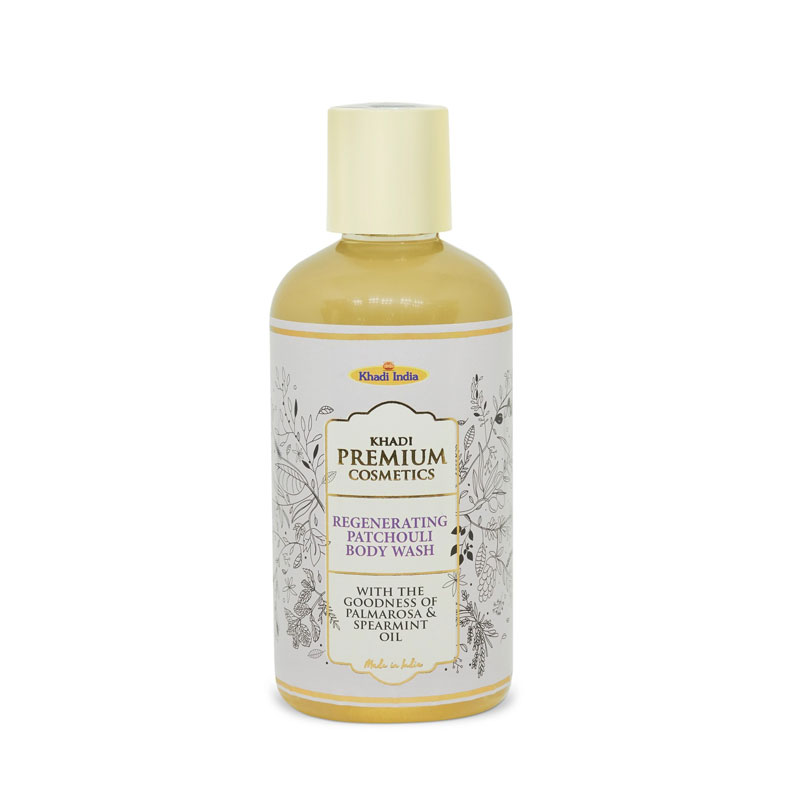 Khadi India
KHADI
PREMIUM
COSMETICS
REGENERATING
PATCHOULI
BODY WASH
WITH THE
GOODNESS OF
PALMAROSA &
SPEARMINT
OIL
Made in India